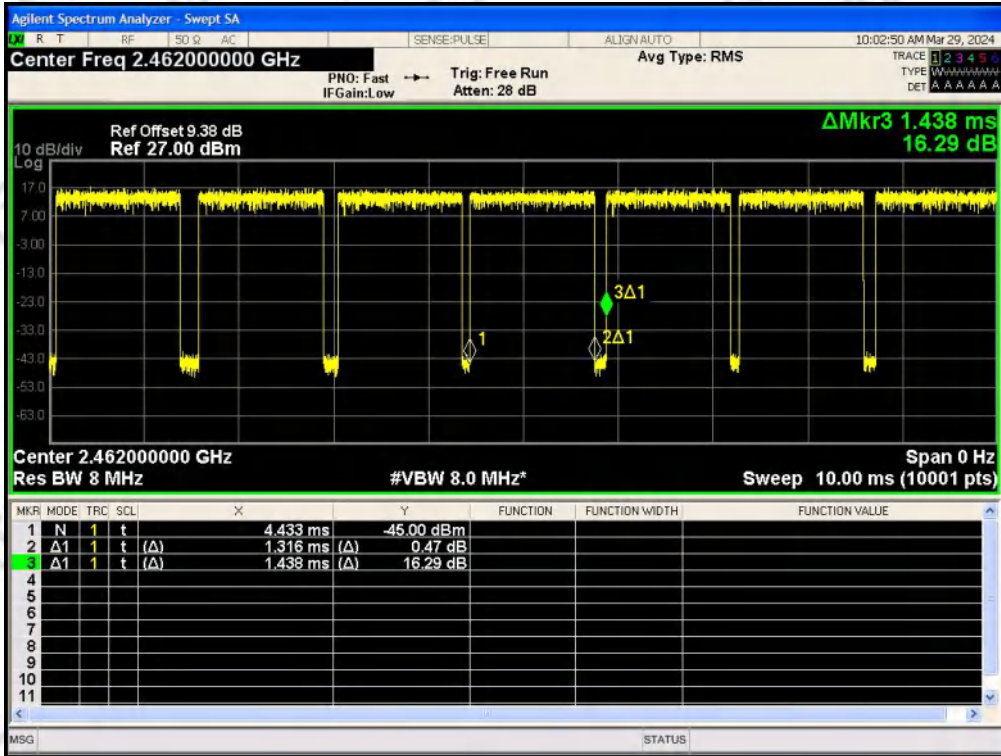 Agilent Spectrum Analyzer - Swept SA
LXI R T RF 50 Ω AC SENSE:PULSE ALIGN AUTO 10:02:50 AM Mar 29, 2024
Center Freq 2.462000000 GHz
Avg Type: RMS
TRACE 1 2 3 4 5 6
PNO: Fast
Trig: Free Run
TYPE W
IFGain:Low
Atten: 28 dB
DET A A A A A A
ΔMkr3 1.438 ms
16.29 dB
Ref Offset 9.38 dB
10 dB/div Ref 27.00 dBm
Log
17.0
7.00
-3.00
-13.0
-23.0
-33.0
-43.0
-53.0
-63.0
3Δ1
1
2Δ1
Center 2.462000000 GHz Span 0 Hz
Res BW 8 MHz #VBW 8.0 MHz* Sweep 10.00 ms (10001 pts)
MKR MODE TRC SCL X Y FUNCTION FUNCTION WIDTH FUNCTION VALUE
1 N 1 t 4.433 ms -45.00 dBm
2 Δ1 1 t (Δ) 1.316 ms (Δ) 0.47 dB
3 Δ1 1 t (Δ) 1.438 ms (Δ) 16.29 dB
4
5
6
7
8
9
10
11
MSG STATUS